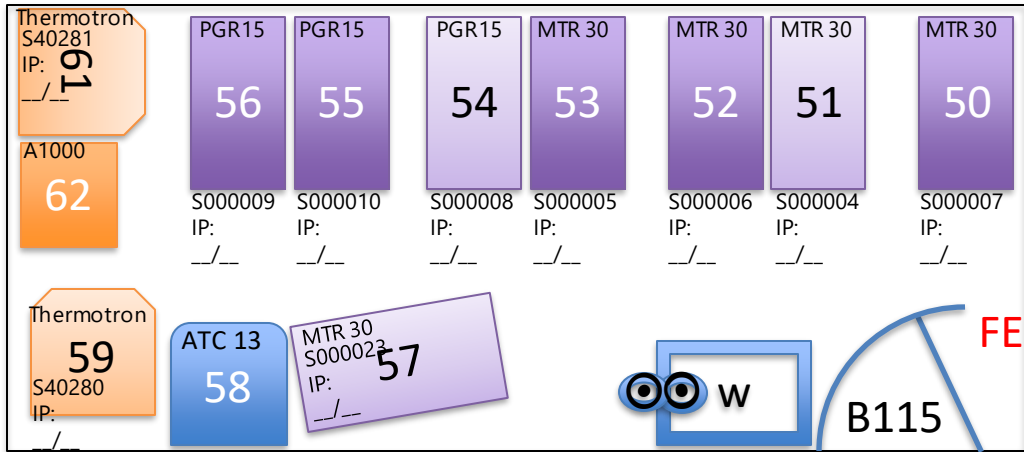 Thermotron
S40281
IP:
__/__
61
PGR15
56
S000009
IP:
__/__
PGR15
55
S000010
IP:
__/__
PGR15
54
S000008
IP:
__/__
MTR 30
53
S000005
IP:
__/__
MTR 30
52
S000006
IP:
__/__
MTR 30
51
S000004
IP:
__/__
MTR 30
50
S000007
IP:
__/__
A1000
62
Thermotron
59
S40280
IP:
__/__
ATC 13
58
MTR 30
S000023
57
IP:
__/__
w
B115
FE